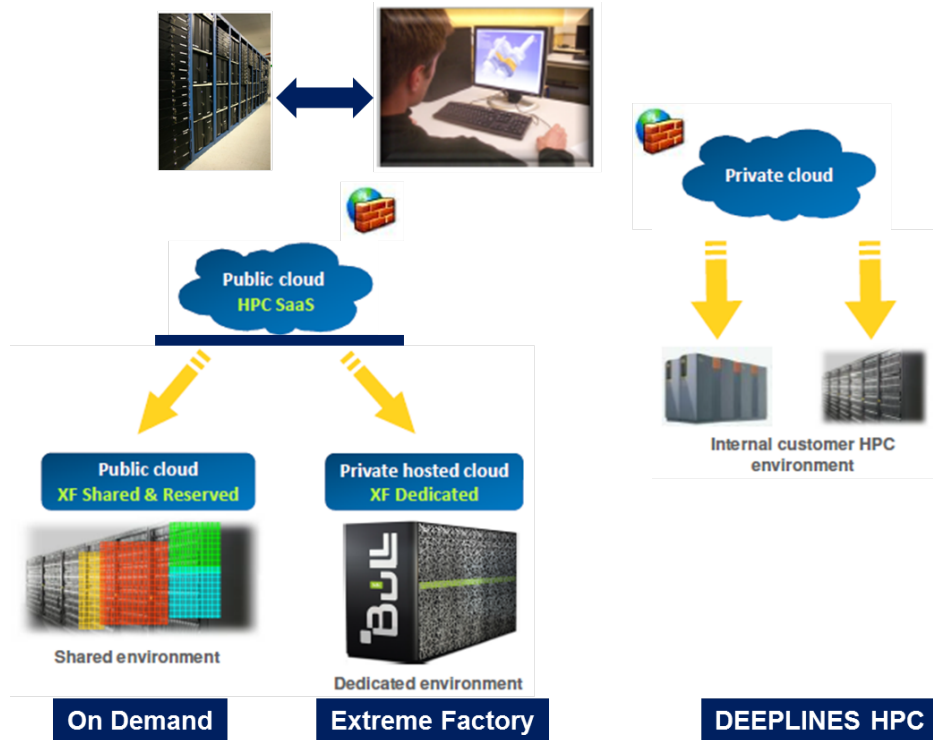 Private cloud
Public cloud
HPC SaaS
Internal customer HPC
environment
Public cloud
XF Shared & Reserved
Private hosted cloud
XF Dedicated
Bull
Shared environment
Dedicated environment
On Demand
Extreme Factory
DEEPLINES HPC